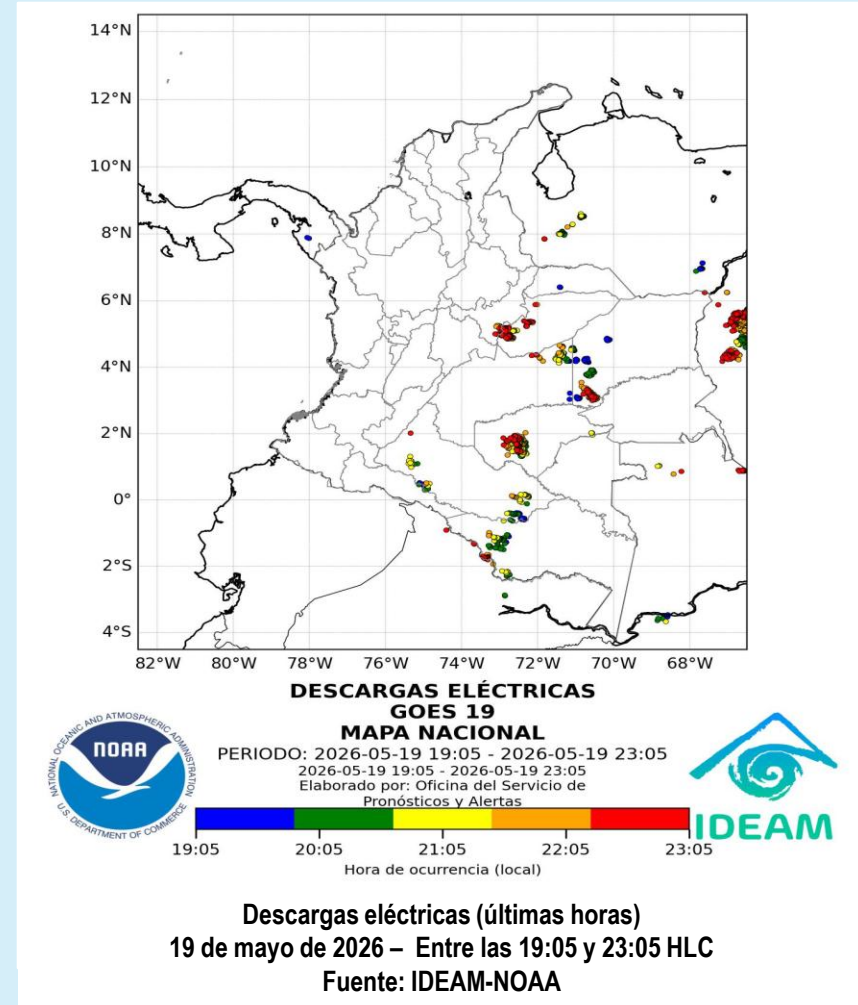 14°N
12°N
10°N
8°N
6°N
4°N
2°N
0°
2°S
4°S
82°W 80°W 78°W 76°W 74°W 72°W 70°W 68°W
DESCARGAS ELÉCTRICAS
GOES 19
MAPA NACIONAL
PERIODO: 2026-05-19 19:05 - 2026-05-19 23:05
2026-05-19 19:05 - 2026-05-19 23:05
Elaborado por: Oficina del Servicio de
Pronósticos y Alertas
NATIONAL OCEANIC AND ATMOSPHERIC ADMINISTRATION
NOAA
U.S. DEPARTMENT OF COMMERCE
IDEAM
19:05 20:05 21:05 22:05 23:05
Hora de ocurrencia (local)
Descargas eléctricas (últimas horas)
19 de mayo de 2026 – Entre las 19:05 y 23:05 HLC
Fuente: IDEAM-NOAA